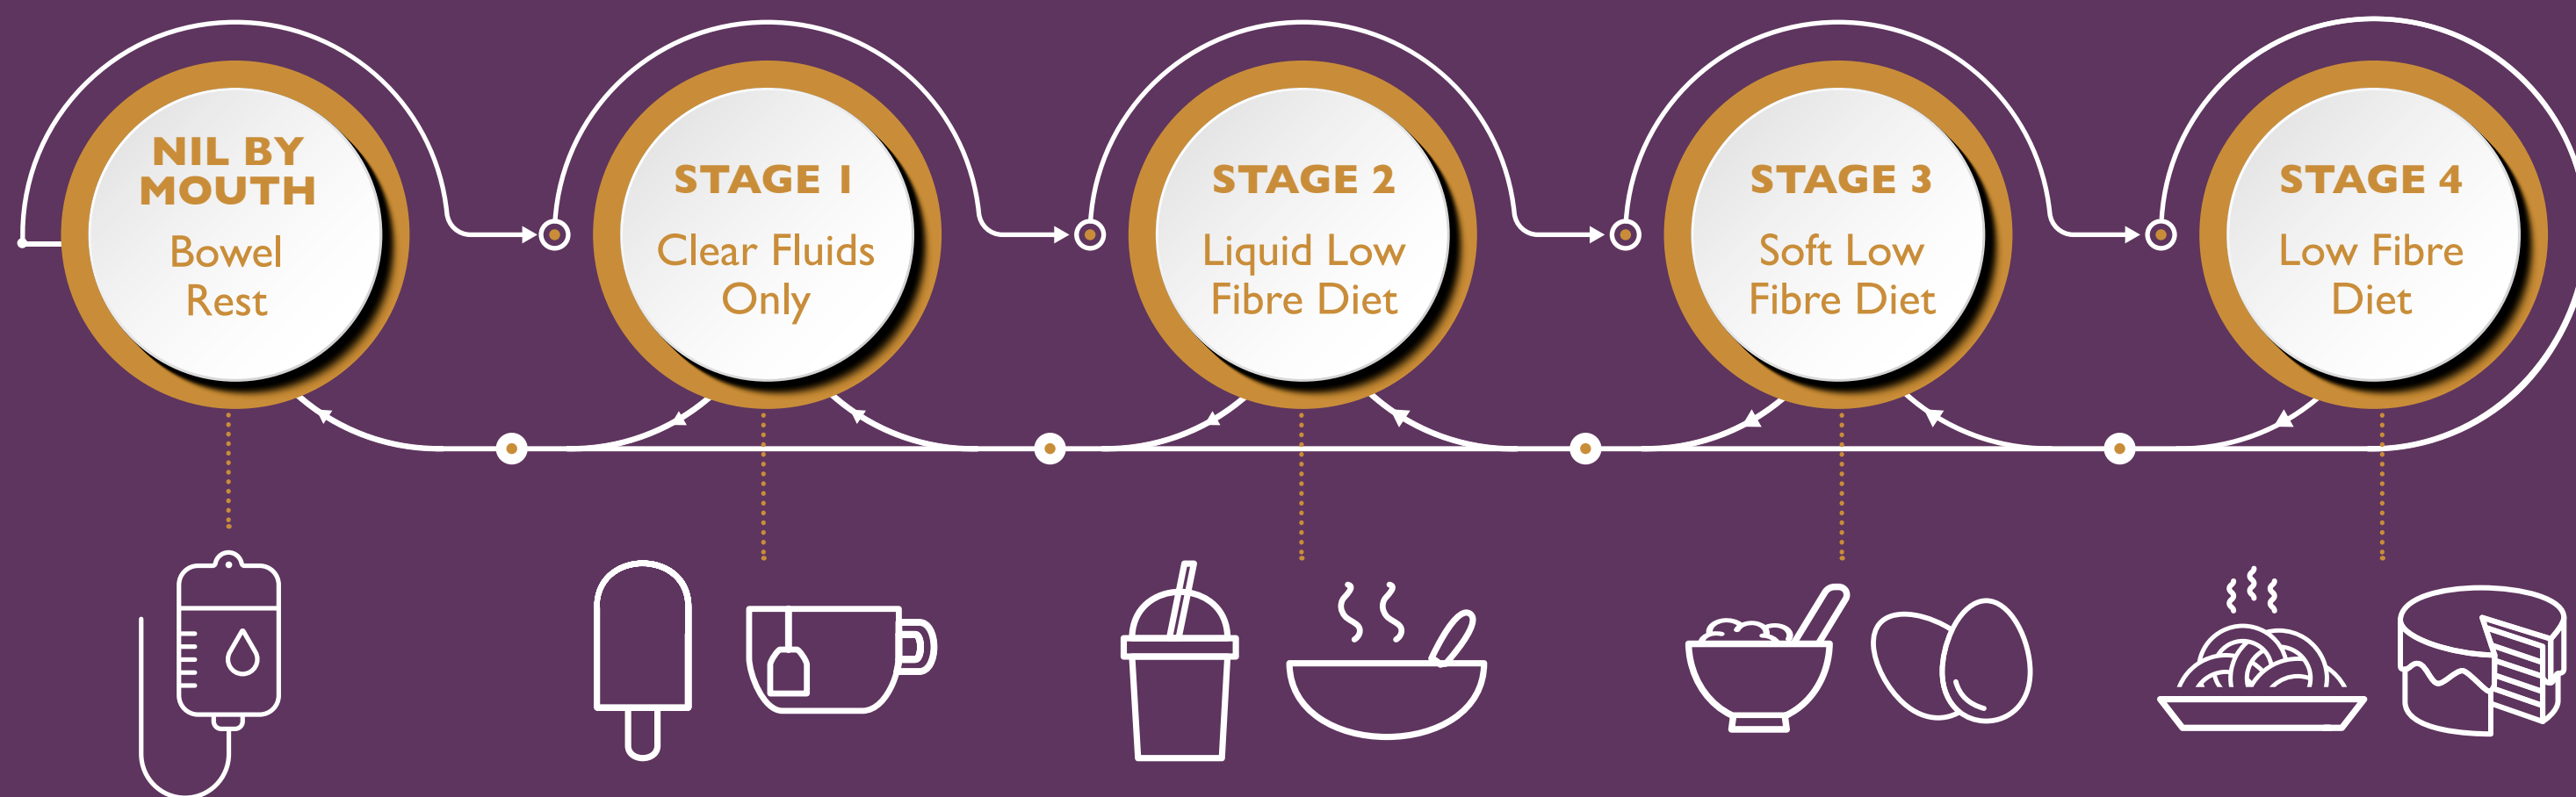 NIL BY
MOUTH
Bowel
Rest
STAGE 1
Clear Fluids
Only
STAGE 2
Liquid Low
Fibre Diet
STAGE 3
Soft Low
Fibre Diet
STAGE 4
Low Fibre
Diet